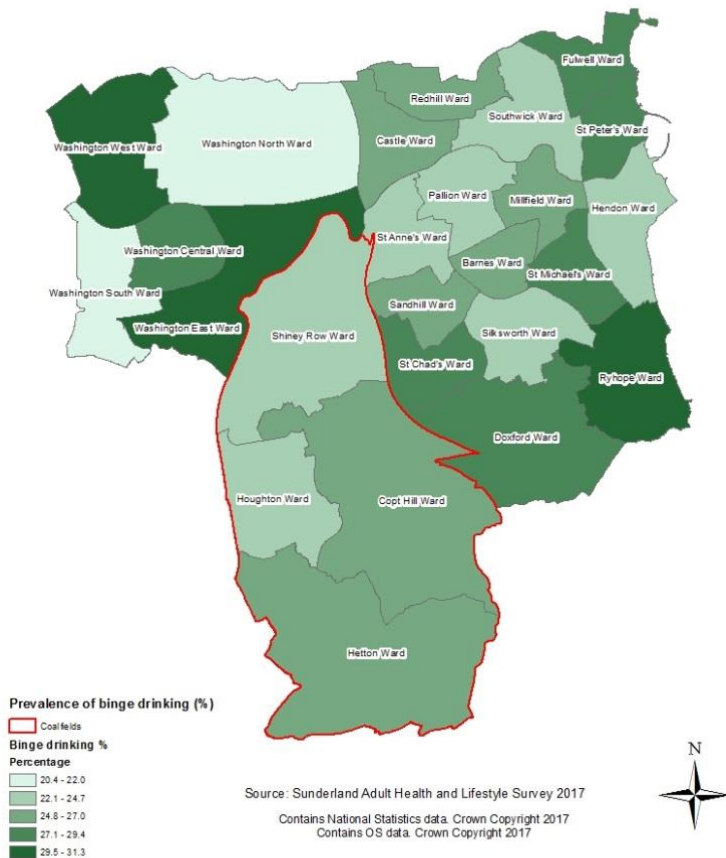 Fulwell Ward
Redhill Ward
Southwick Ward
St Peter's Ward
Castle Ward
Washington West Ward
Washington North Ward
Pallion Ward
Millfield Ward
Hendon Ward
St Anne's Ward
Washington Central Ward
Barnes Ward
St Michael's Ward
Washington South Ward
Sandhill Ward
Washington East Ward
Shiney Row Ward
Silksworth Ward
St Chad's Ward
Ryhope Ward
Doxford Ward
Houghton Ward
Copt Hill Ward
Hetton Ward
Prevalence of binge drinking (%)
Coalfields
Binge drinking %
Percentage
20.4 - 22.0
22.1 - 24.7
24.8 - 27.0
27.1 - 29.4
29.5 - 31.3
Source: Sunderland Adult Health and Lifestyle Survey 2017
Contains National Statistics data. Crown Copyright 2017
Contains OS data. Crown Copyright 2017
N